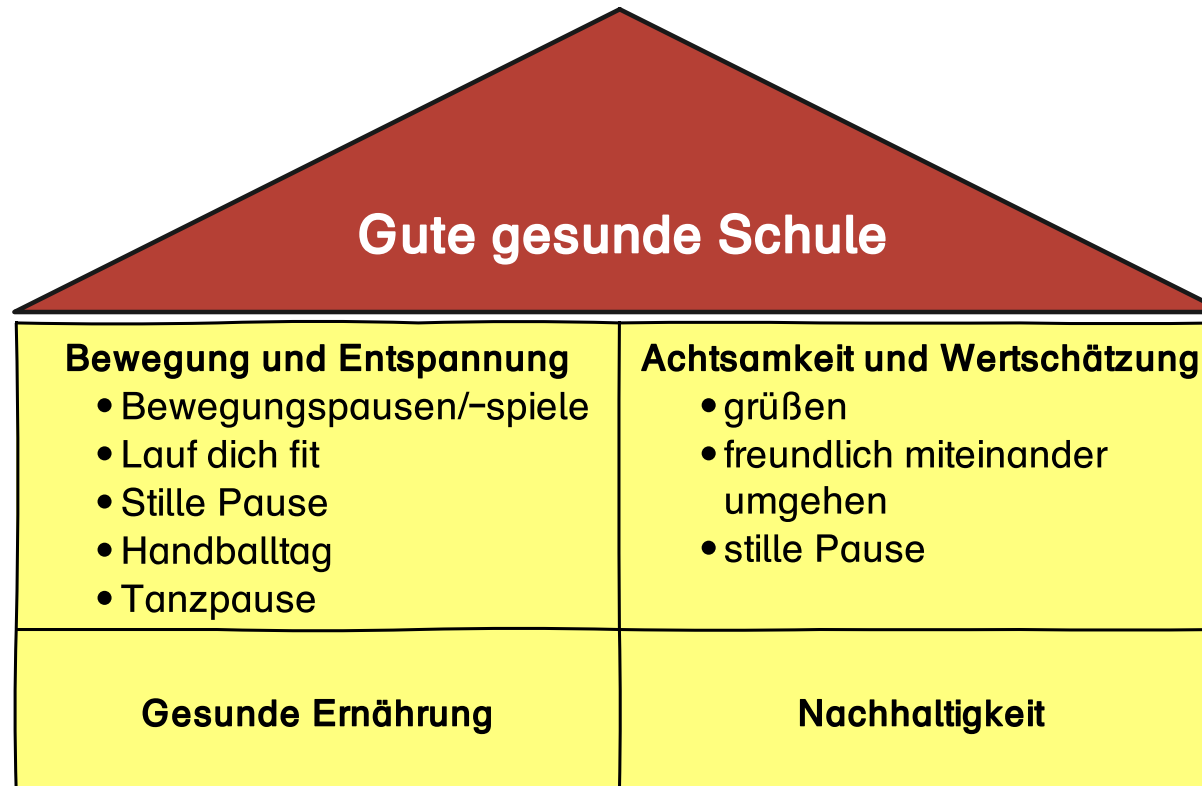 Gute gesunde Schule
Bewegung und Entspannung
• Bewegungspausen/-spiele
• Lauf dich fit
• Stille Pause
• Handballtag
• Tanzpause
Achtsamkeit und Wertschätzung
• grüßen
• freundlich miteinander
umgehen
• stille Pause
Gesunde Ernährung
Nachhaltigkeit